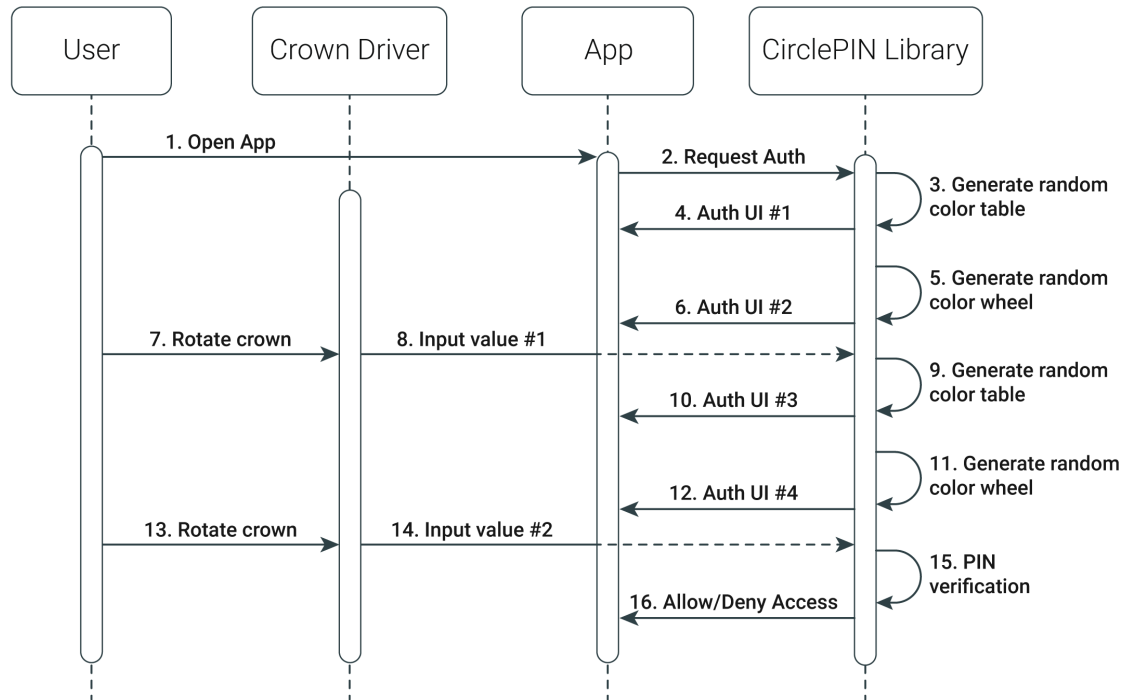 User
Crown Driver
App
CirclePIN Library
1. Open App
2. Request Auth
3. Generate random
color table
4. Auth UI #1
5. Generate random
color wheel
6. Auth UI #2
7. Rotate crown
8. Input value #1
9. Generate random
color table
10. Auth UI #3
11. Generate random
color wheel
12. Auth UI #4
13. Rotate crown
14. Input value #2
15. PIN
verification
16. Allow/Deny Access